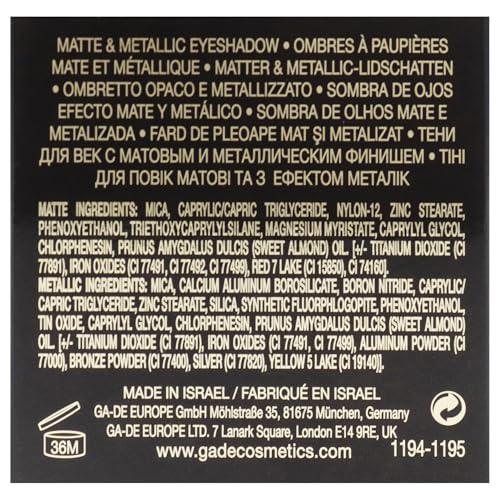 MATTE & METALLIC EYESHADOW • OMBRES À PAUPIÈRES
MATE ET MÉTALLIQUE • MATTER & METALLIC-LIDSCHATTEN
• OMBRETTO OPACO E METALLIZZATO • SOMBRA DE OJOS
EFECTO MATE Y METÁLICO • SOMBRA DE OLHOS MATE E
METALIZADA • FARD DE PLEOAPE MAT ȘI METALIZAT • ТЕНИ
ДЛЯ ВЕК С МАТОВЫМ И МЕТАЛЛИЧЕСКИМ ФИНИШЕМ • ТІНІ
ДЛЯ ПОВІК МАТОВІ ТА З ЕФЕКТОМ МЕТАЛІК
MATTE INGREDIENTS: MICA, CAPRYLIC/CAPRIC TRIGLYCERIDE, NYLON-12, ZINC STEARATE,
PHENOXYETHANOL, TRIETHOXYCAPRYLYLSILANE, MAGNESIUM MYRISTATE, CAPRYLYL GLYCOL,
CHLORPHENESIN, PRUNUS AMYGDALUS DULCIS (SWEET ALMOND) OIL. [+/- TITANIUM DIOXIDE (CI
77891), IRON OXIDES (CI 77491, CI 77492, CI 77499), RED 7 LAKE (CI 15850), CI 74160].
METALLIC INGREDIENTS: MICA, CALCIUM ALUMINUM BOROSILICATE, BORON NITRIDE, CAPRYLIC/
CAPRIC TRIGLYCERIDE, ZINC STEARATE, SILICA, SYNTHETIC FLUORPHLOGOPITE, PHENOXYETHANOL,
TIN OXIDE, CAPRYLYL GLYCOL, CHLORPHENESIN, PRUNUS AMYGDALUS DULCIS (SWEET ALMOND)
OIL. [+/- TITANIUM DIOXIDE (CI 77891), IRON OXIDES (CI 77491, CI 77499), ALUMINUM POWDER (CI
77000), BRONZE POWDER (CI 77400), SILVER (CI 77820), YELLOW 5 LAKE (CI 19140)].
MADE IN ISRAEL / FABRIQUÉ EN ISRAEL
GA-DE EUROPE GmbH Möhlstraße 35, 81675 München, Germany
GA-DE EUROPE LTD. 7 Lanark Square, London E14 9RE, UK
36M
www.gadecosmetics.com
1194-1195